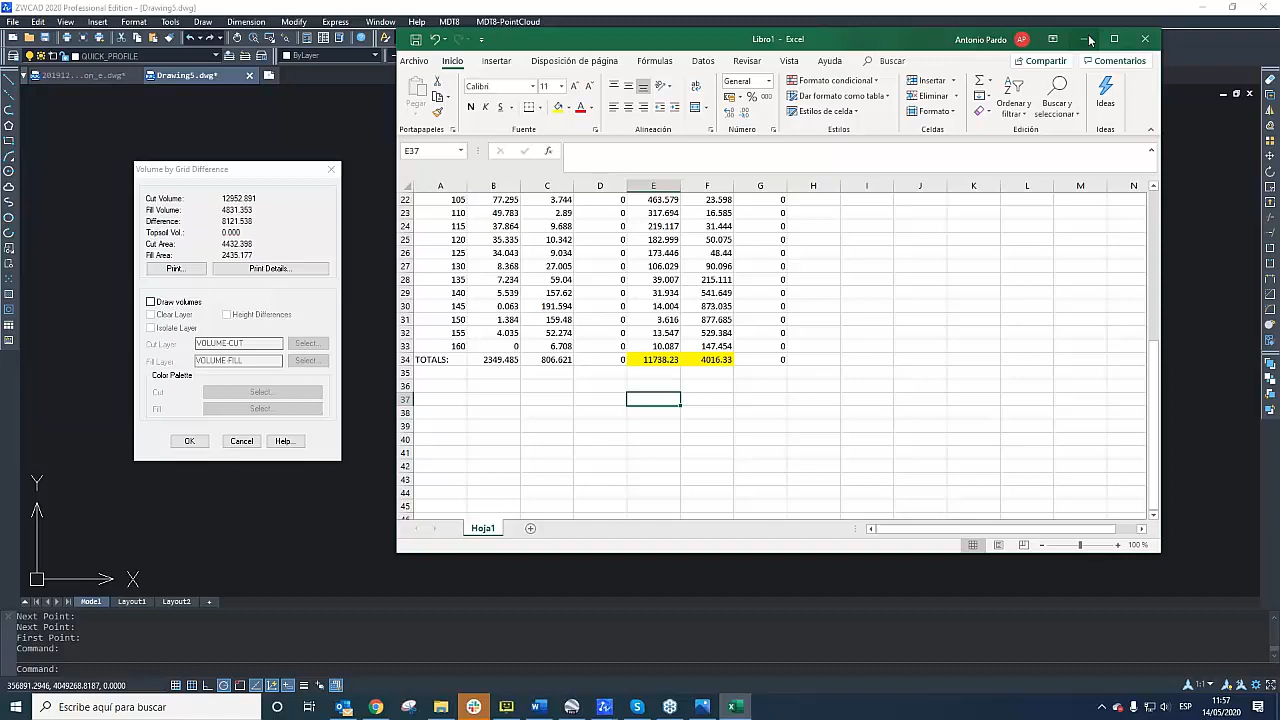 ZWCAD 2020 Professional Edition - [Drawing5.dwg]
File Edit View Insert Format Tools Draw Dimension Modify Express Window Help MDT8 MDT8-PointCloud
QUICK_PROFILE ByLayer
201912...on_e.dwg* Drawing5.dwg*
Libro1 - Excel
Antonio Pardo AP
Archivo Inicio Insertar Disposición de página Fórmulas Datos Revisar Vista Ayuda Buscar Compartir Comentarios
Pegar
Calibri 11
N K S
General
Formato condicional
Dar formato como tabla
Estilos de celda
Insertar
Eliminar
Formato
Ordenar y filtrar
Buscar y seleccionar
Ideas
Portapapeles Fuente Alineación Número Estilos Celdas Edición Ideas
E37 fx
A B C D E F G H I J K L M N
22 105 77.295 3.744 0 463.579 23.598 0
23 110 49.783 2.89 0 317.694 16.585 0
24 115 37.864 9.688 0 219.117 31.444 0
25 120 35.335 10.342 0 182.999 50.075 0
26 125 34.043 9.034 0 173.446 48.44 0
27 130 8.368 27.005 0 106.029 90.096 0
28 135 7.234 59.04 0 39.007 215.111 0
29 140 5.539 157.62 0 31.934 541.649 0
30 145 0.063 191.594 0 14.004 873.035 0
31 150 1.384 159.48 0 3.616 877.685 0
32 155 4.035 52.274 0 13.547 529.384 0
33 160 0 6.708 0 10.087 147.454 0
34 TOTALS: 2349.485 806.621 0 11738.23 4016.33 0
35
36
37
38
39
40
41
42
43
44
45
Hoja1
100 %
Volume by Grid Difference
Cut Volume: 12952.891
Fill Volume: 4831.353
Difference: 8121.538
Topsoil Vol.: 0.000
Cut Area: 4432.398
Fill Area: 2435.177
Print... Print Details...
Draw volumes
Clear Layer Height Differences
Isolate Layer
Cut Layer VOLUME-CUT Select...
Fill Layer VOLUME-FILL Select...
Color Palette
Cut Select...
Fill Select...
OK Cancel Help...
Y
X
Model Layout1 Layout2 +
Next Point:
Next Point:
First Point:
Command:
Command:
356891.2946, 4049268.8187, 0.0000
1:1
Escribe aquí para buscar
ESP
11:57
14/05/2020